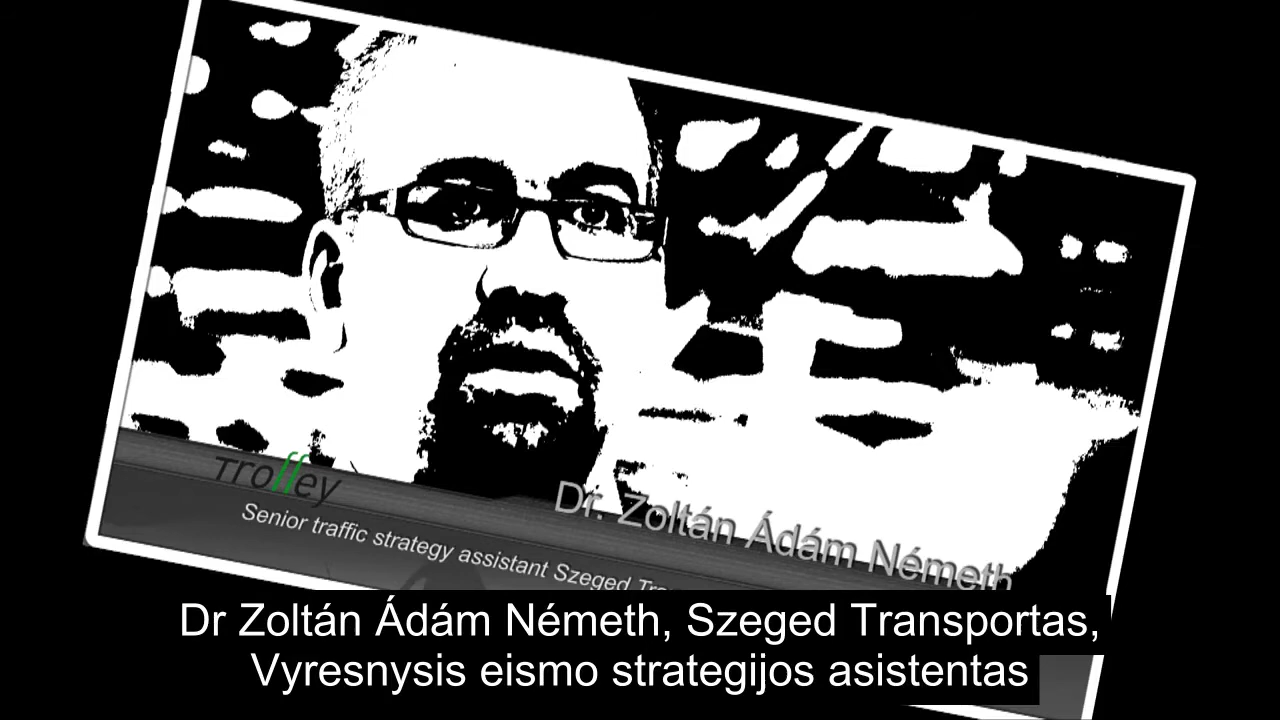 Trolley
Dr. Zoltán Ádám Németh
Senior traffic strategy assistant Szeged
Dr Zoltán Ádám Németh, Szeged Transportas,
Vyresnysis eismo strategijos asistentas